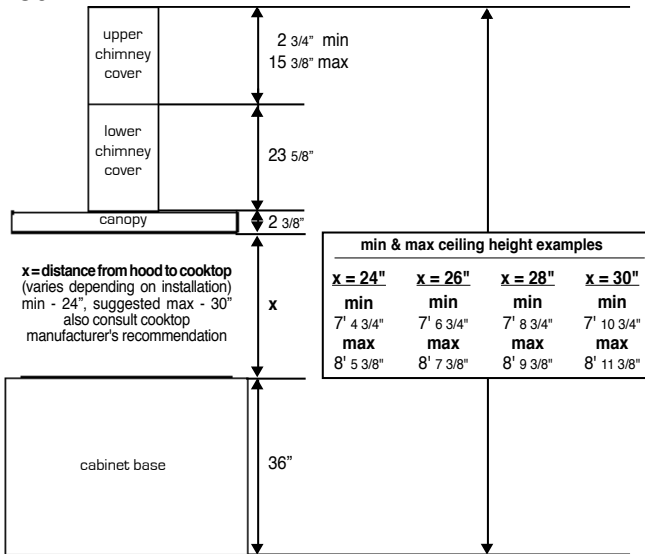 upper
chimney
cover
2 3/4” min
15 3/8” max
lower
chimney
cover
23 5/8”
canopy
2 3/8”
x = distance from hood to cooktop
(varies depending on installation)
min - 24”, suggested max - 30”
also consult cooktop
manufacturer's recommendation
x
min & max ceiling height examples
x = 24" x = 26" x = 28" x = 30"
min min min min
7' 4 3/4" 7' 6 3/4" 7' 8 3/4" 7' 10 3/4"
max max max max
8' 5 3/8" 8' 7 3/8" 8' 9 3/8" 8' 11 3/8"
cabinet base
36”